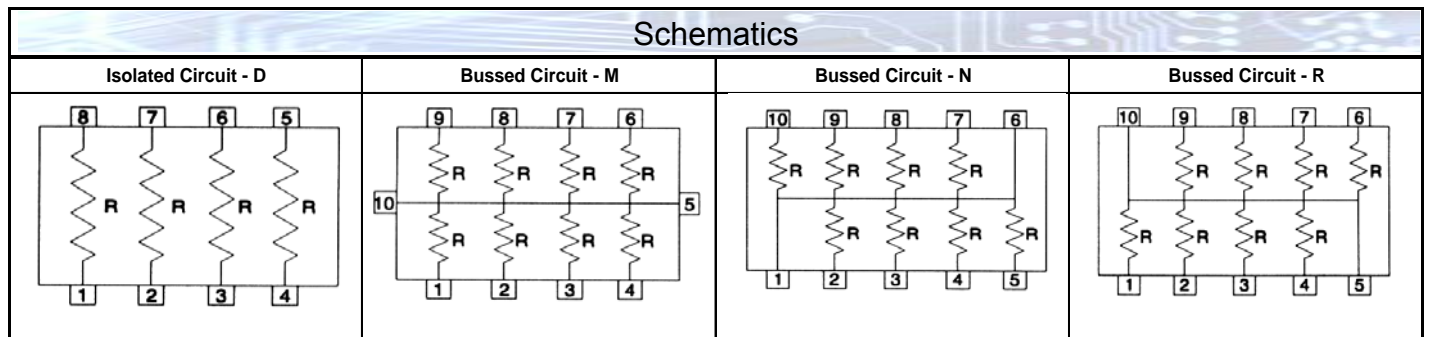 Schematics
Isolated Circuit - D
Bussed Circuit - M
Bussed Circuit - N
Bussed Circuit - R
8 7 6 5
R R R R
1 2 3 4
9 8 7 6
R R R R
10 5
R R R R
1 2 3 4
10 9 8 7 6
R R R R
R R R R
1 2 3 4 5
10 9 8 7 6
R R R R
R R R R
1 2 3 4 5